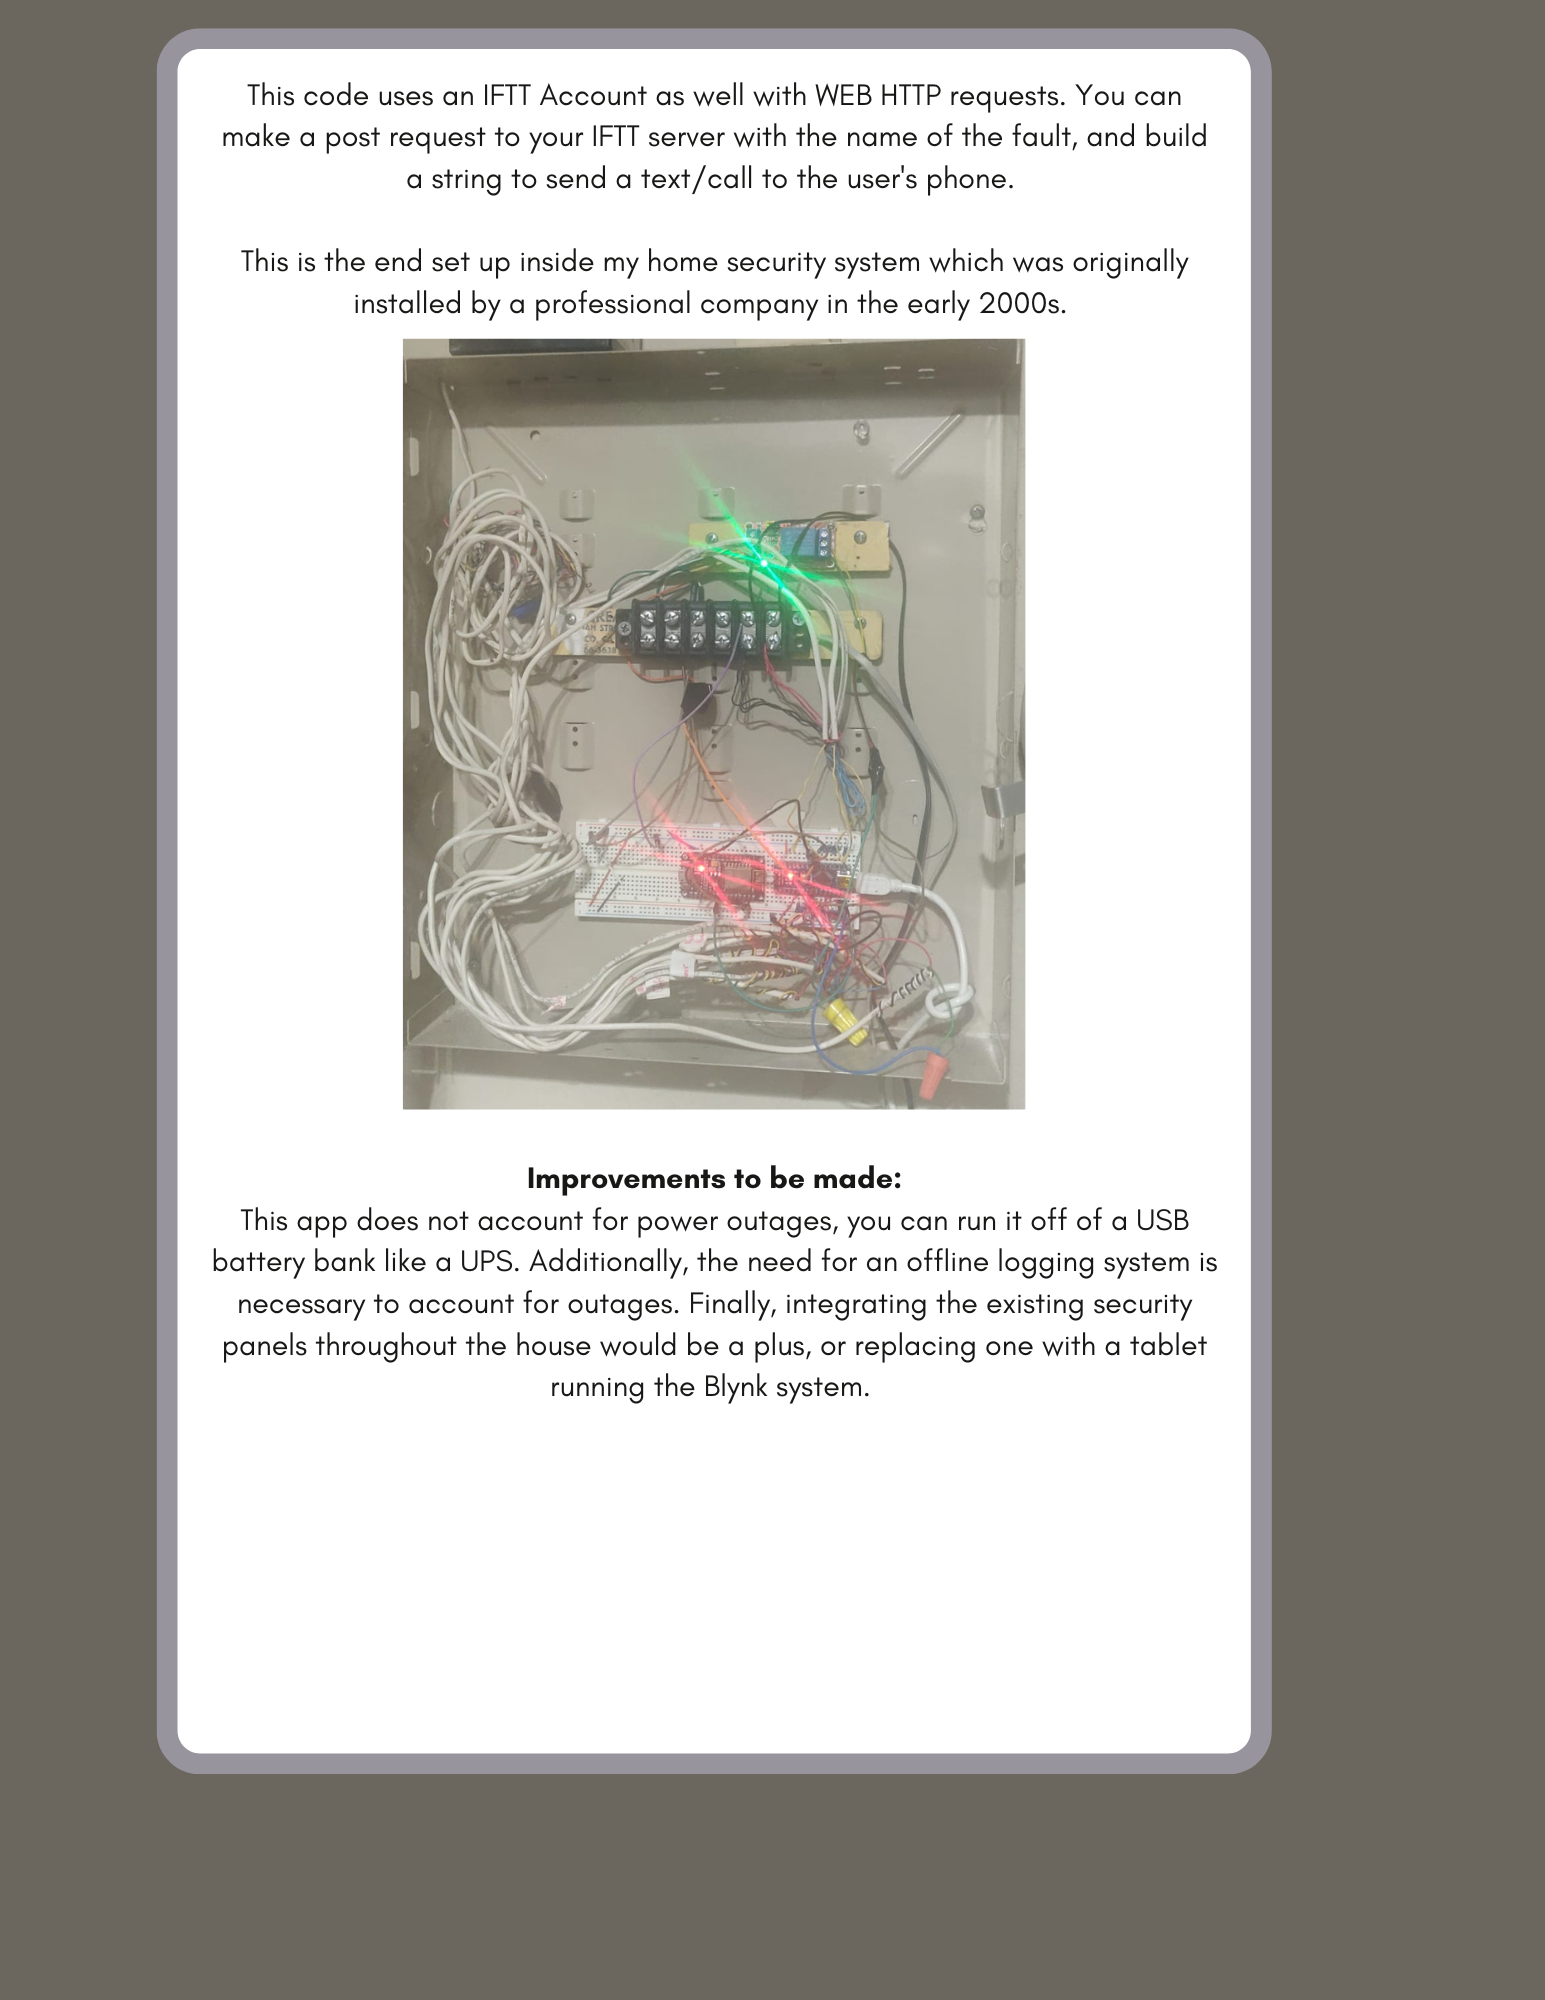 This code uses an IFTT Account as well with WEB HTTP requests. You can
make a post request to your IFTT server with the name of the fault, and build
a string to send a text/call to the user's phone.
This is the end set up inside my home security system which was originally
installed by a professional company in the early 2000s.
Improvements to be made:
This app does not account for power outages, you can run it off of a USB
battery bank like a UPS. Additionally, the need for an offline logging system is
necessary to account for outages. Finally, integrating the existing security
panels throughout the house would be a plus, or replacing one with a tablet
running the Blynk system.